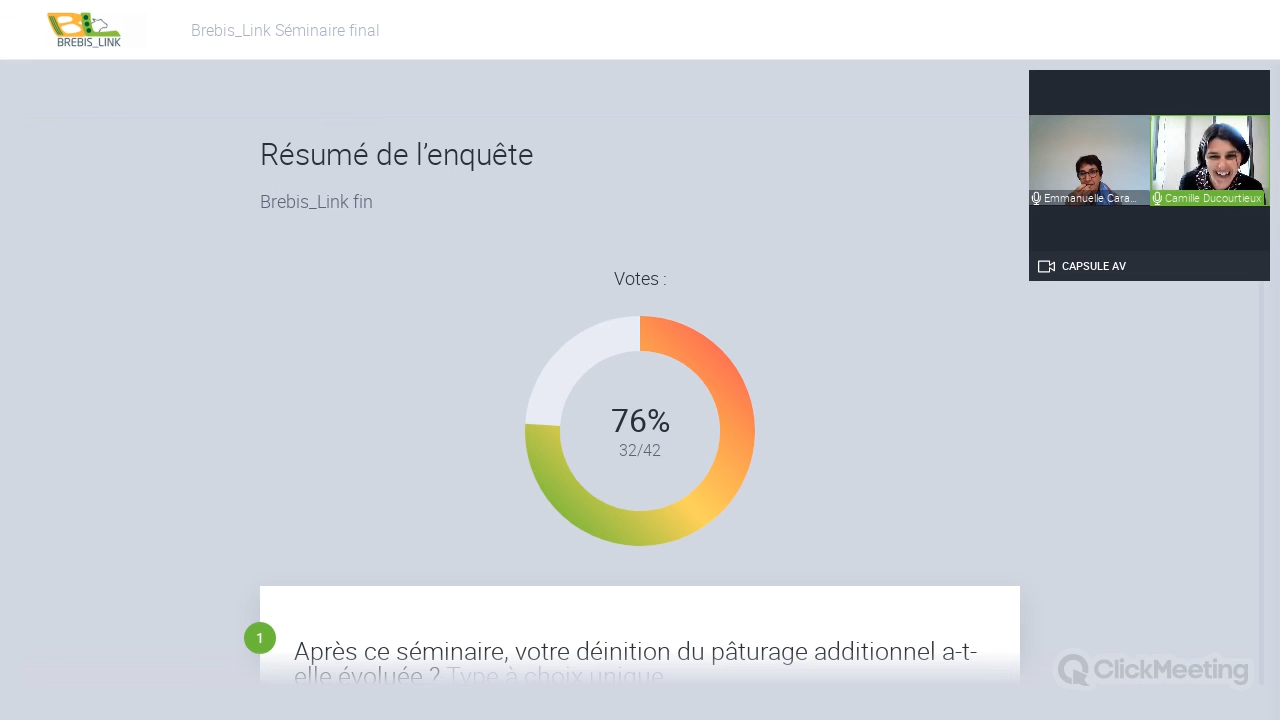 BL
BREBIS_LINK
Brebis_Link Séminaire final
Résumé de l’enquête
Brebis_Link fin
Emmanuelle Cara...
Camille Ducourtieux
CAPSULE AV
Votes :
76%
32/42
1
Après ce séminaire, votre déinition du pâturage additionnel a-t-
elle évoluée ? Type à choix unique
ClickMeeting